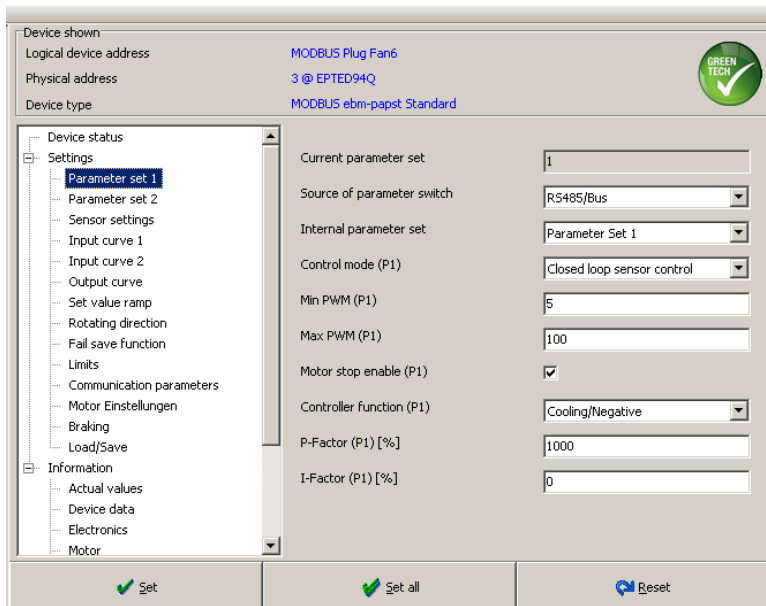 Device shown
Logical device address MODBUS Plug Fan6
Physical address 3 @ EPTED94Q
Device type MODBUS ebm-papst Standard
GREEN
TECH
Device status
Settings
Parameter set 1
Parameter set 2
Sensor settings
Input curve 1
Input curve 2
Output curve
Set value ramp
Rotating direction
Fail save function
Limits
Communication parameters
Motor Einstellungen
Braking
Load/Save
Information
Actual values
Device data
Electronics
Motor
Current parameter set 1
Source of parameter switch RS485/Bus
Internal parameter set Parameter Set 1
Control mode (P1) Closed loop sensor control
Min PWM (P1) 5
Max PWM (P1) 100
Motor stop enable (P1)
Controller function (P1) Cooling/Negative
P-Factor (P1) [%] 1000
I-Factor (P1) [%] 0
Set Set all Reset